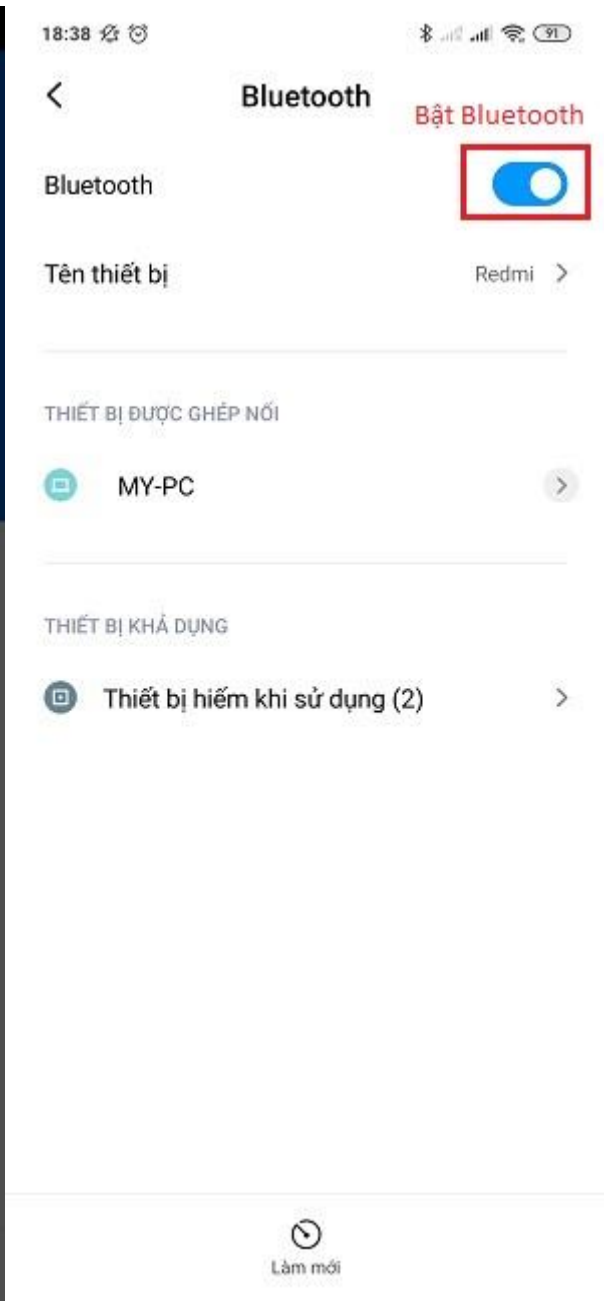 18:38
91
Bluetooth
Bật Bluetooth
Bluetooth
Tên thiết bị Redmi
THIẾT BỊ ĐƯỢC GHÉP NỐI
MY-PC
THIẾT BỊ KHẢ DỤNG
Thiết bị hiếm khi sử dụng (2)
Làm mới